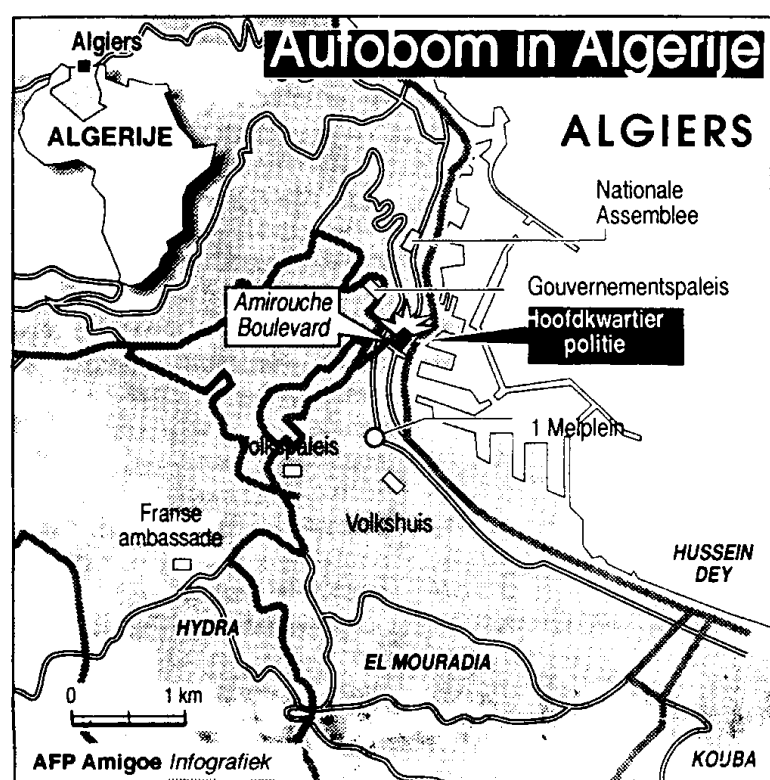 Autobom in Algerije
Algiers
ALGERIJE
ALGIERS
Nationale
Assemblee
Gouvernementspaleis
Amirouche
Boulevard
Hoofdkwartier
politie
1 Meiplein
Volkspaleis
Volkshuis
Franse
ambassade
HUSSEIN
DEY
HYDRA
EL MOURADIA
0 1 km
KOUBA
AFP Amigoe Infografiek